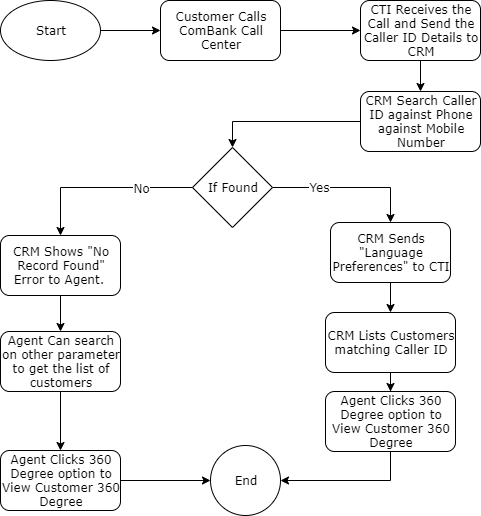 Start
Customer Calls
ComBank Call
Center
CTI Receives the
Call and Send the
Caller ID Details to
CRM
CRM Search Caller
ID against Phone
against Mobile
Number
If Found
No
Yes
CRM Shows "No
Record Found"
Error to Agent.
Agent Can search
on other parameter
to get the list of
customers
Agent Clicks 360
Degree option to
View Customer 360
Degree
CRM Sends
"Language
Preferences" to CTI
CRM Lists Customers
matching Caller ID
Agent Clicks 360
Degree option to
View Customer 360
Degree
End